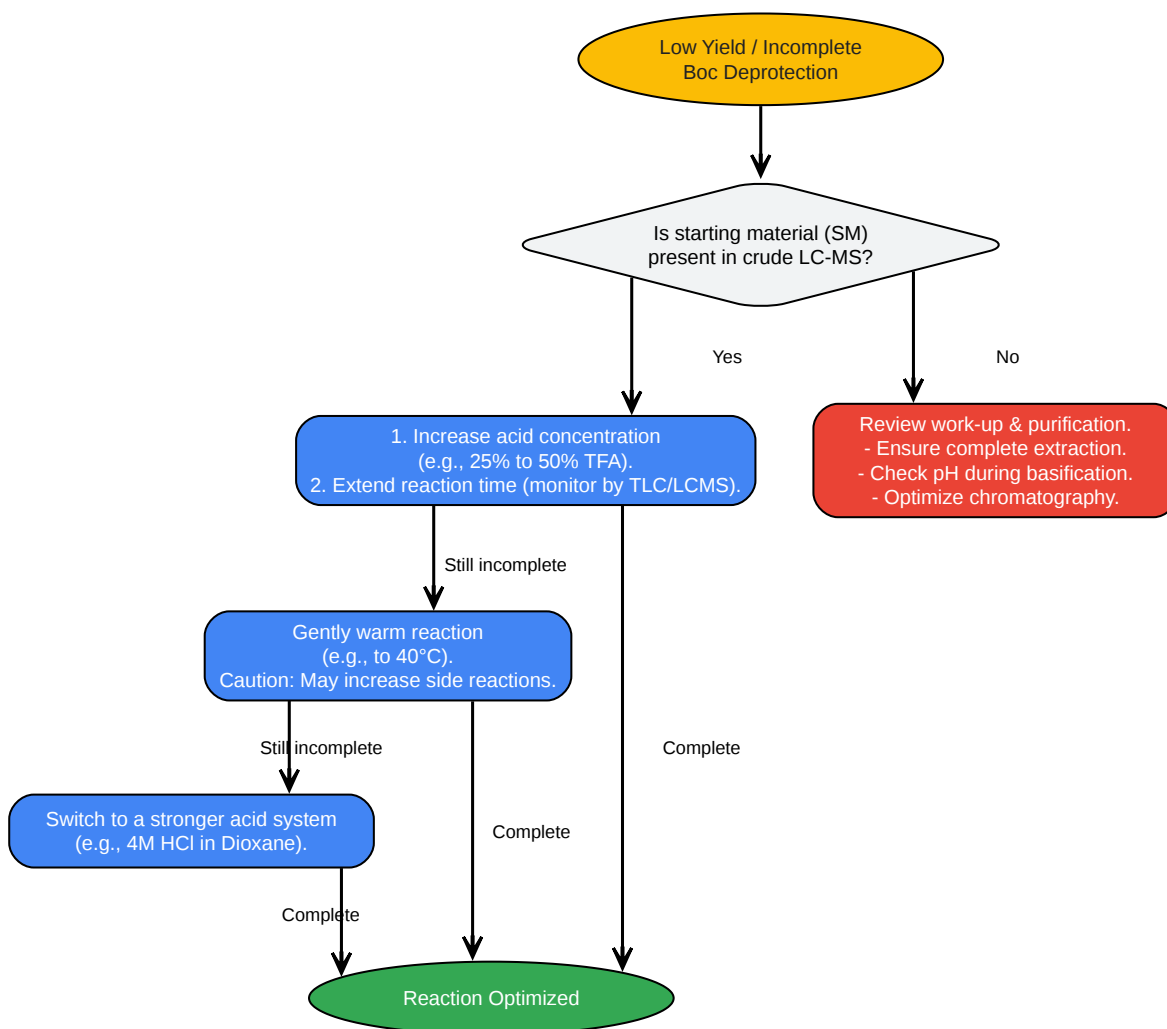 Low Yield / Incomplete
Boc Deprotection
Is starting material (SM)
present in crude LC-MS?
Yes
No
1. Increase acid concentration
(e.g., 25% to 50% TFA).
2. Extend reaction time (monitor by TLC/LCMS).
Review work-up & purification.
- Ensure complete extraction.
- Check pH during basification.
- Optimize chromatography.
Still incomplete
Gently warm reaction
(e.g., to 40°C).
Caution: May increase side reactions.
Still incomplete
Complete
Switch to a stronger acid system
(e.g., 4M HCl in Dioxane).
Complete
Complete
Reaction Optimized